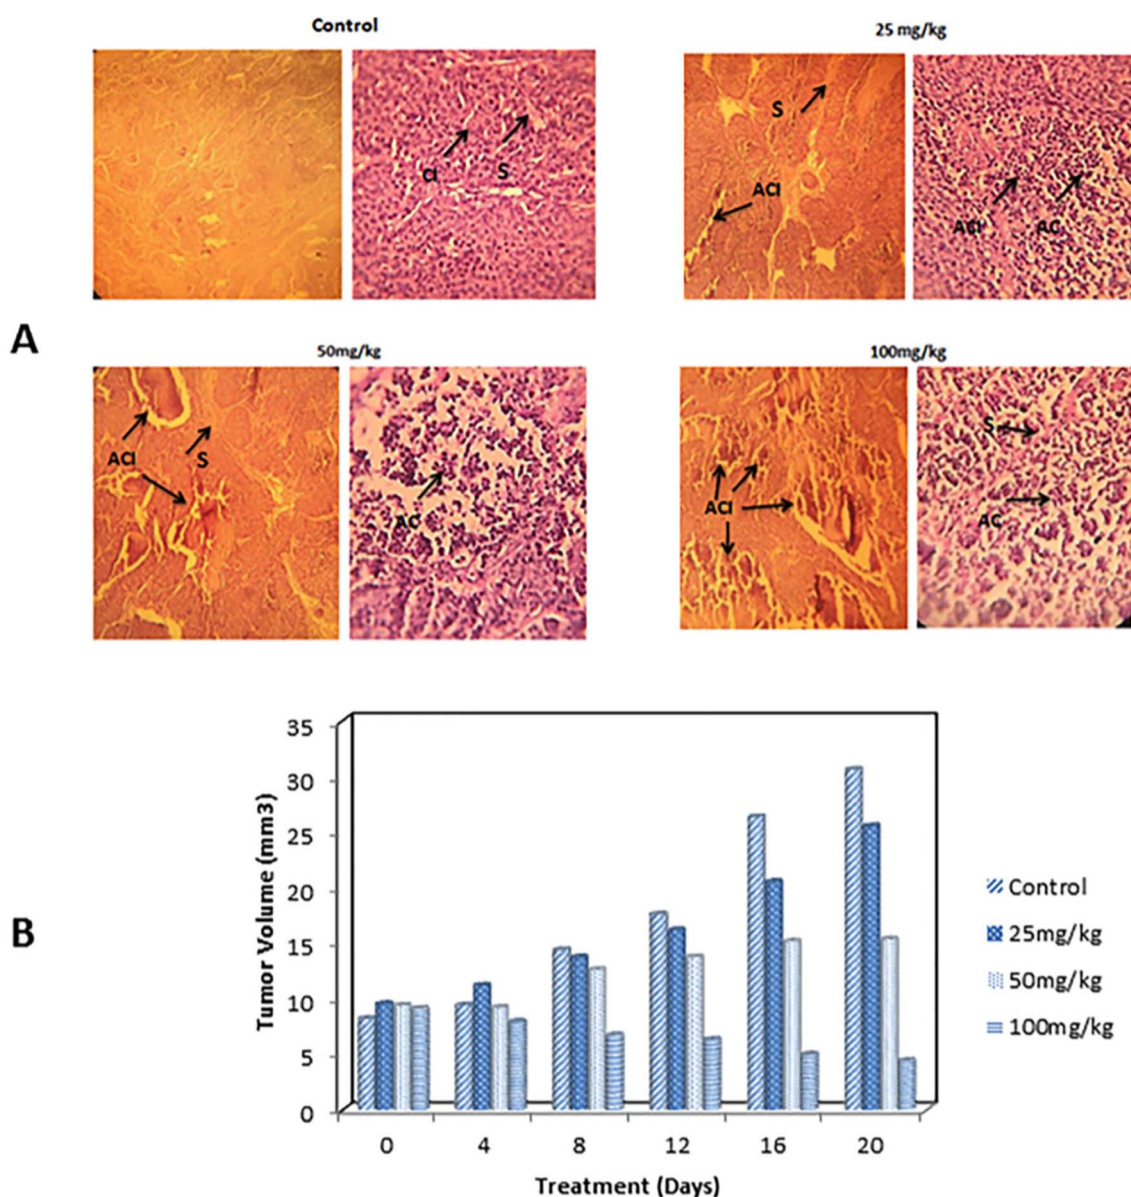 Control
25 mg/kg
CI
S
S
ACI
ACI
AC
A
50mg/kg
100mg/kg
ACI
S
AC
ACI
S
AC
B
Tumor Volume (mm3)
35
30
25
20
15
10
5
0
0 4 8 12 16 20
Treatment (Days)
Control
25mg/kg
50mg/kg
100mg/kg